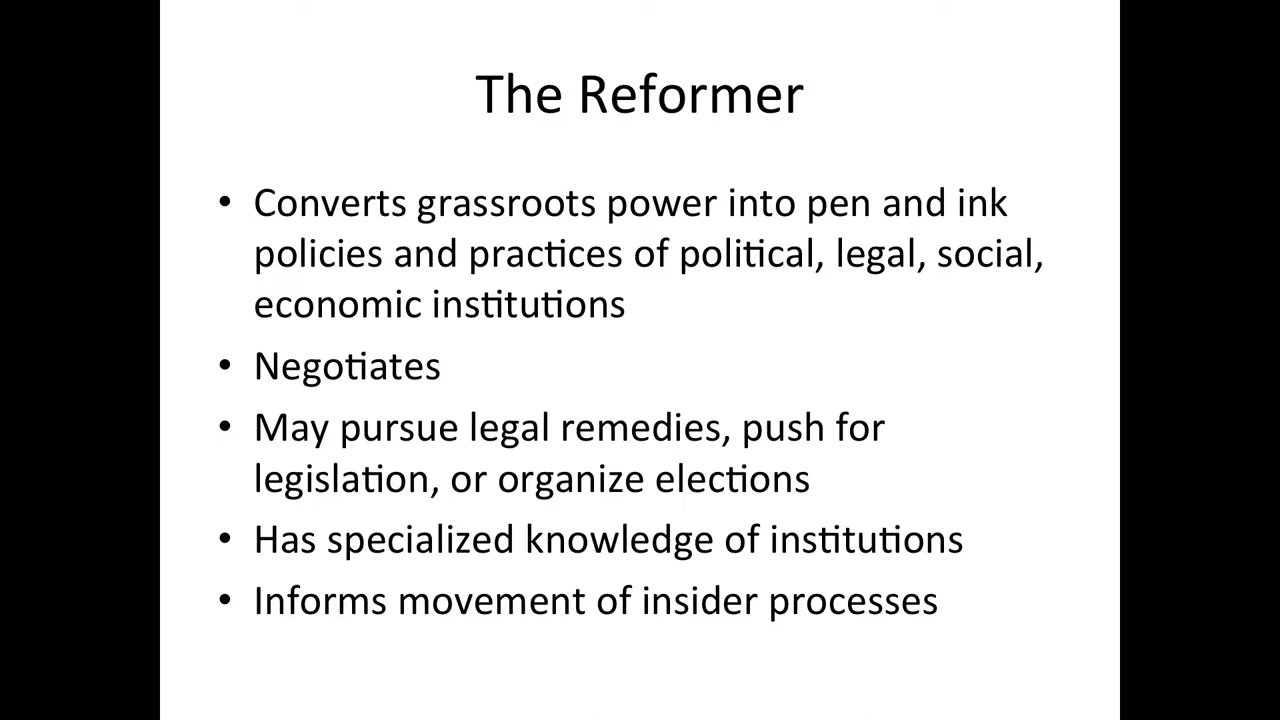 The Reformer
• Converts grassroots power into pen and ink
policies and practices of political, legal, social,
economic institutions
• Negotiates
• May pursue legal remedies, push for
legislation, or organize elections
• Has specialized knowledge of institutions
• Informs movement of insider processes